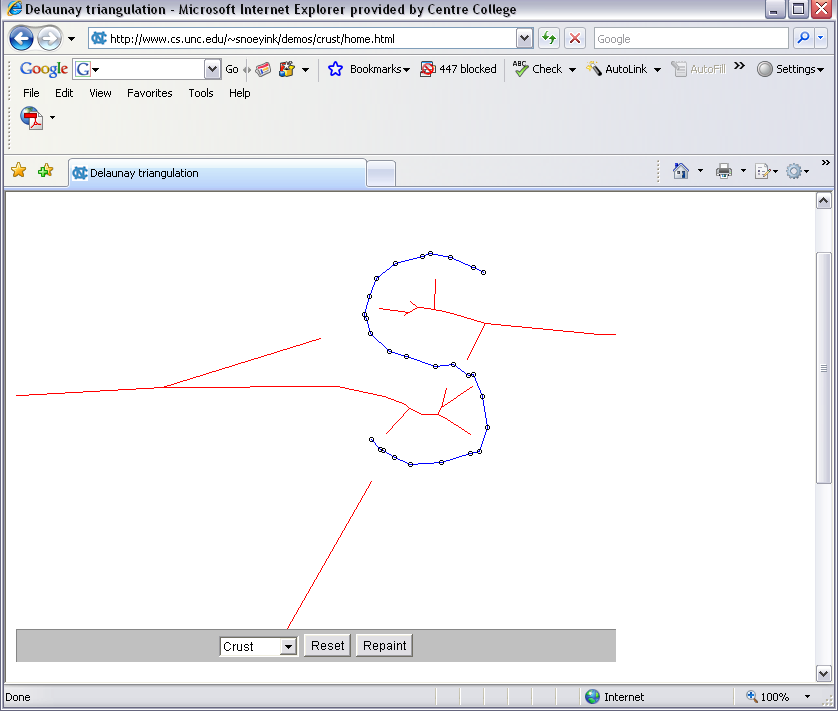 Delaunay triangulation - Microsoft Internet Explorer provided by Centre College
http://www.cs.unc.edu/~snoeyink/demos/crust/home.html
Google
Google G Go Bookmarks 447 blocked ABC Check AutoLink AutoFill » Settings
File Edit View Favorites Tools Help
Delaunay triangulation »
Crust Reset Repaint
Done Internet 100%